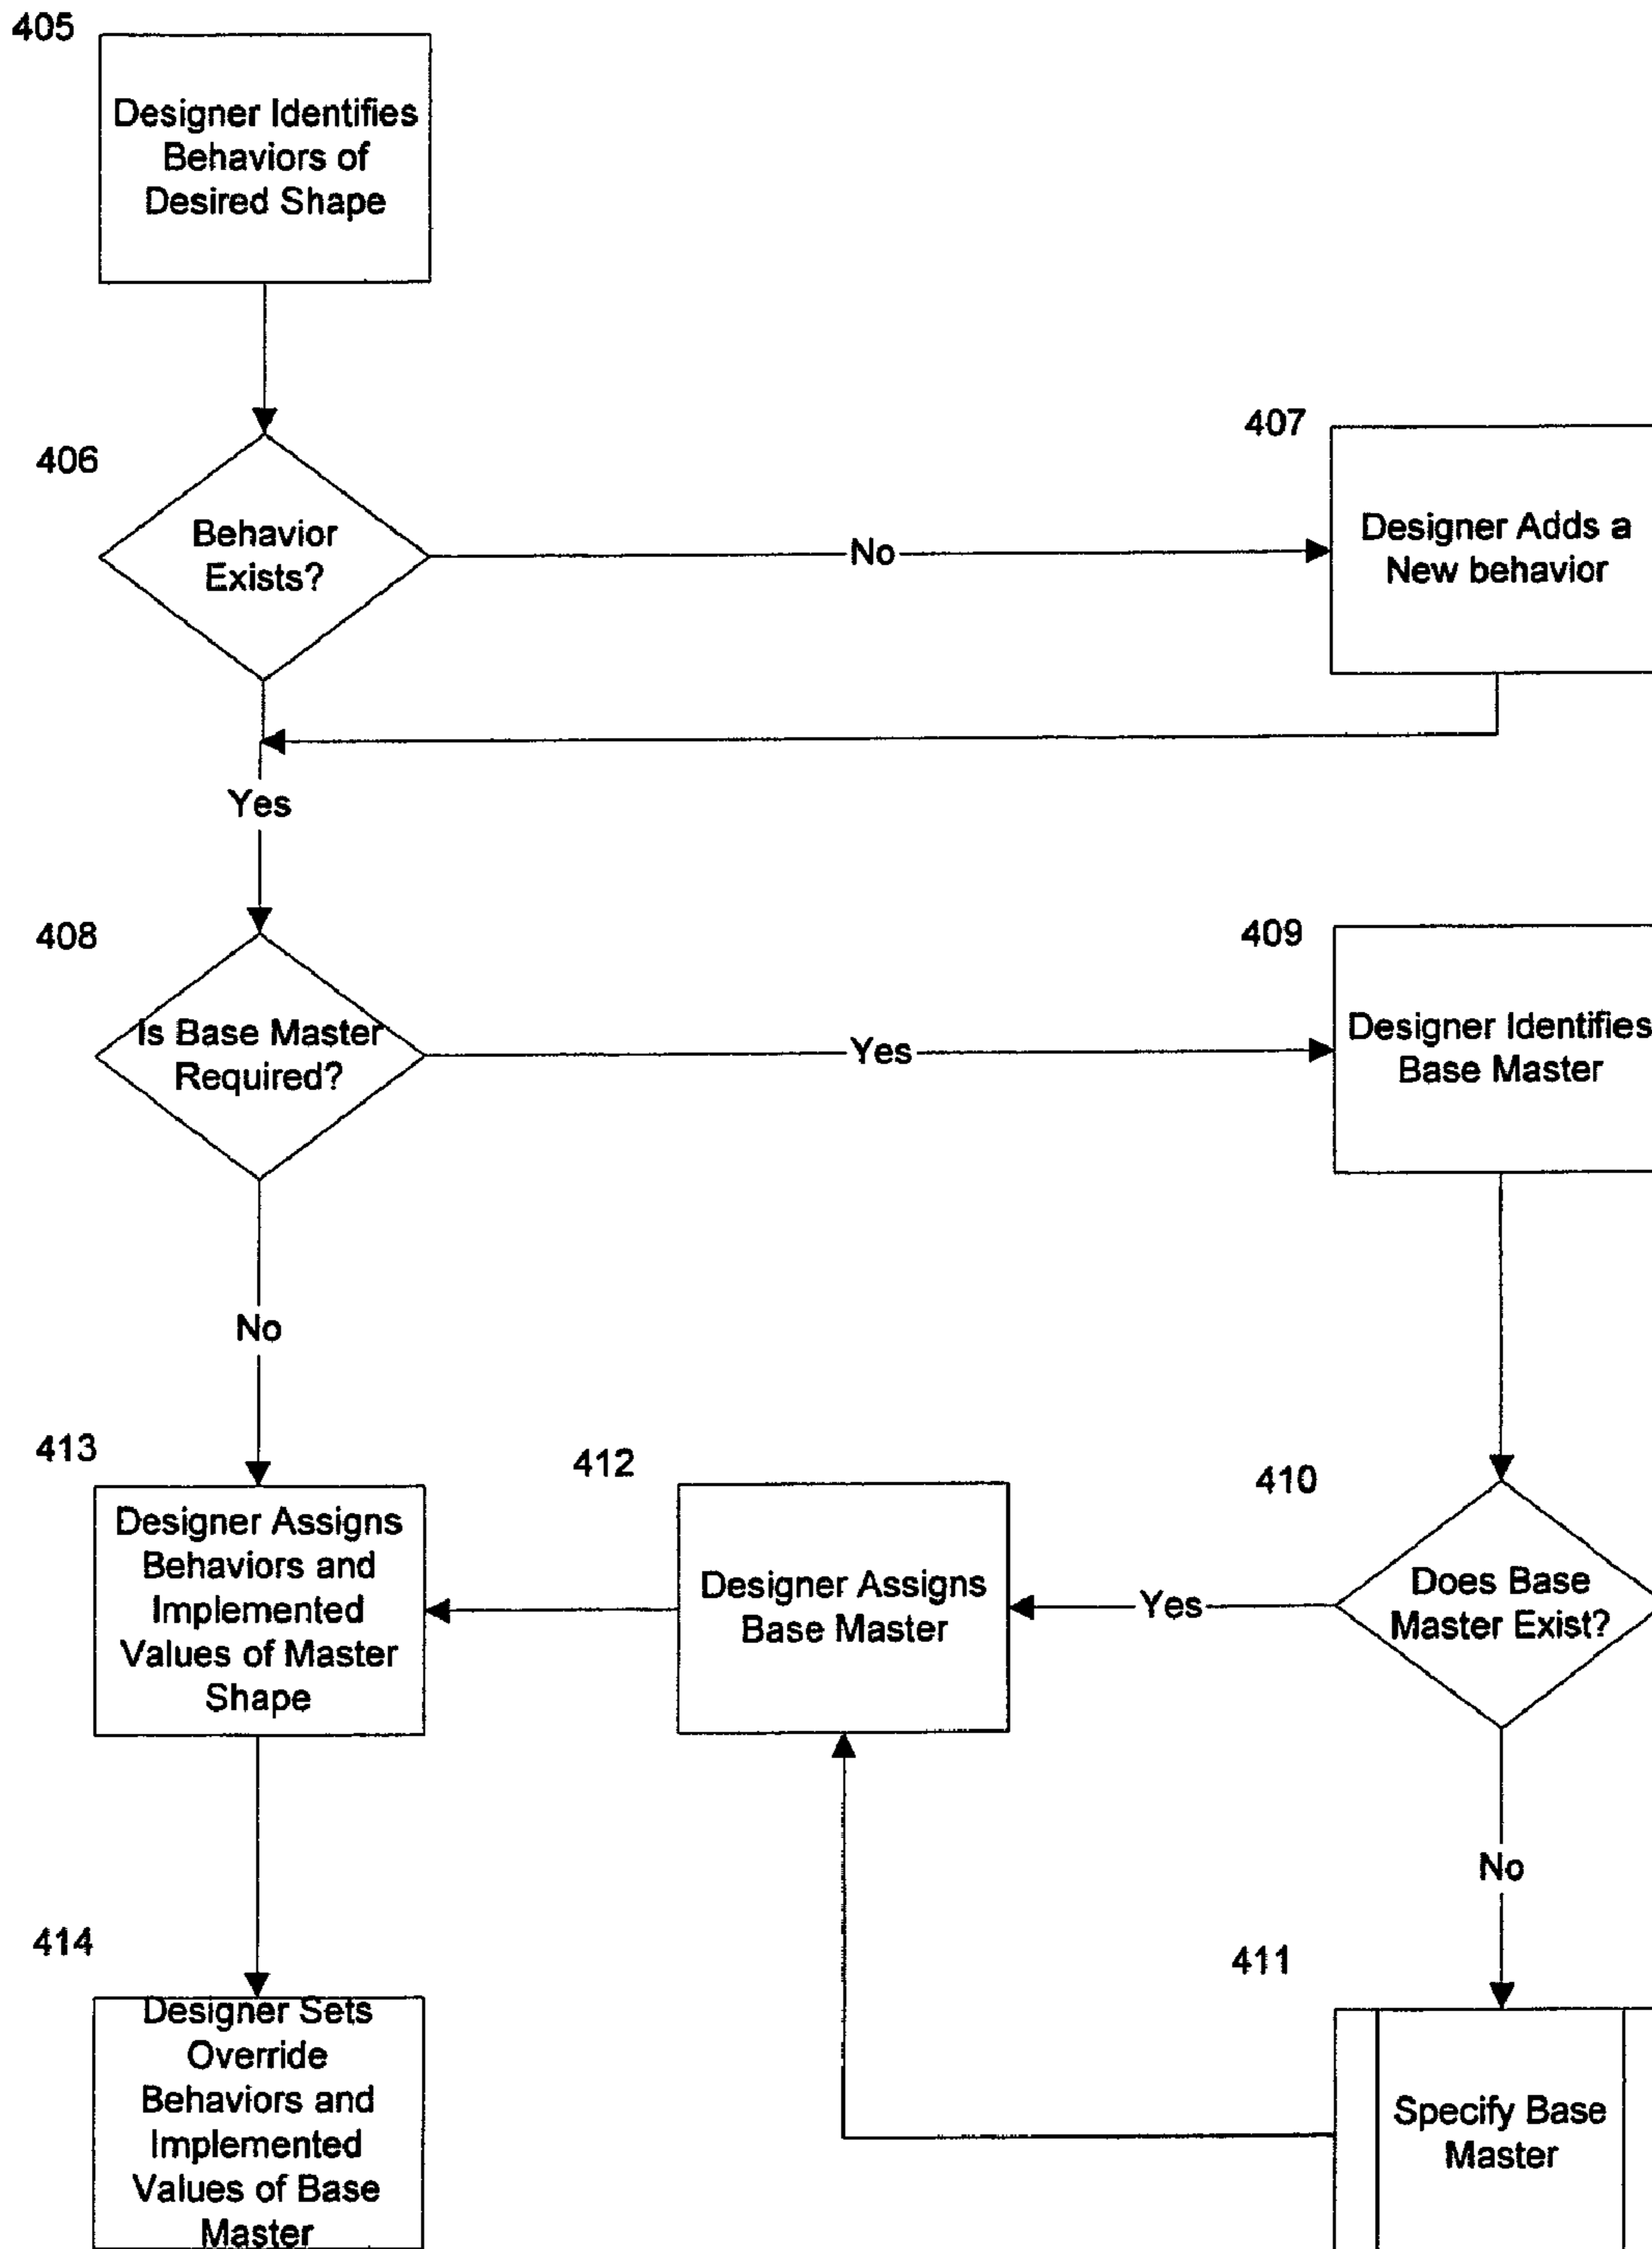 405
Designer Identifies
Behaviors of
Desired Shape
406
Behavior
Exists?
No
407
Designer Adds a
New behavior
Yes
408
Is Base Master
Required?
Yes
409
Designer Identifies
Base Master
No
413
Designer Assigns
Behaviors and
Implemented
Values of Master
Shape
412
Designer Assigns
Base Master
Yes
410
Does Base
Master Exist?
No
414
Designer Sets
Override
Behaviors and
Implemented
Values of Base
Master
411
Specify Base
Master